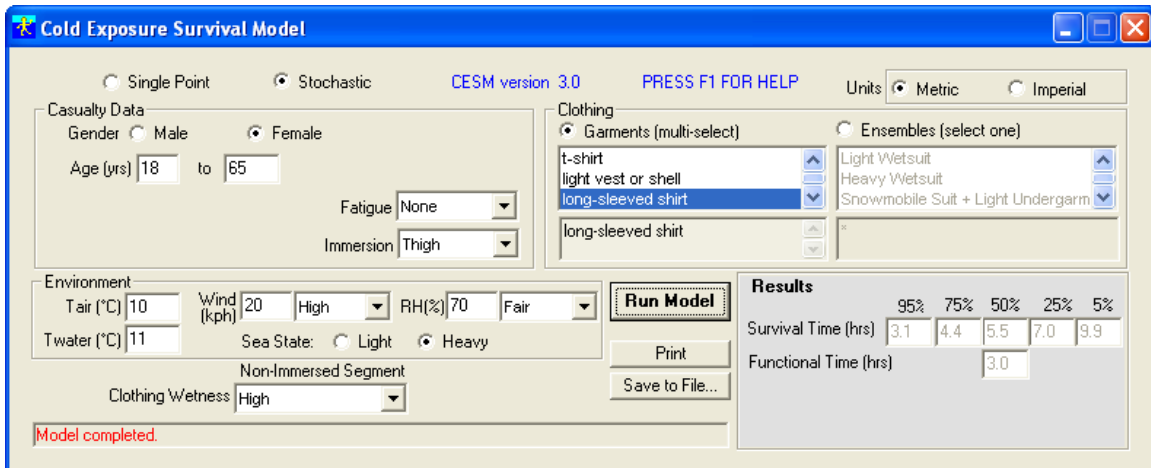 Cold Exposure Survival Model
Single Point Stochastic CESM version 3.0 PRESS F1 FOR HELP Units Metric Imperial
Casualty Data
Gender Male Female
Age (yrs) 18 to 65
Fatigue None
Immersion Thigh
Clothing
Garments (multi-select) Ensembles (select one)
t-shirt Light Wetsuit
light vest or shell Heavy Wetsuit
long-sleeved shirt Snowmobile Suit + Light Undergarm
long-sleeved shirt *
Environment
Tair (°C) 10 Wind (kph) 20 High RH(%) 70 Fair
Twater (°C) 11 Sea State: Light Heavy
Non-Immersed Segment
Clothing Wetness High
Run Model
Print
Save to File...
Results
95% 75% 50% 25% 5%
Survival Time (hrs) 3.1 4.4 5.5 7.0 9.9
Functional Time (hrs) 3.0
Model completed.